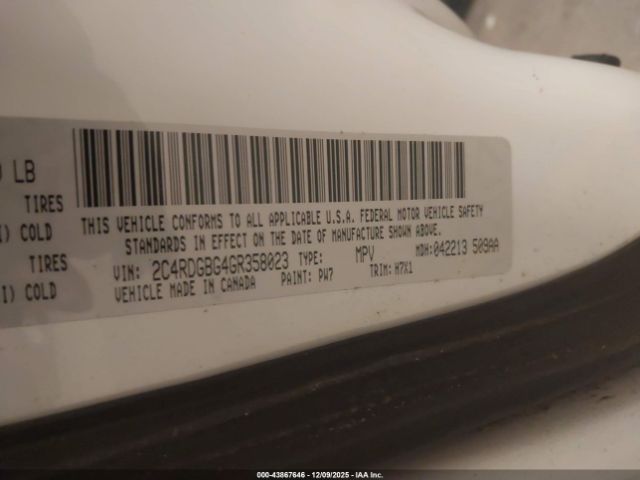 LB
TIRES
THIS VEHICLE CONFORMS TO ALL APPLICABLE U.S.A. FEDERAL MOTOR VEHICLE SAFETY
) COLD STANDARDS IN EFFECT ON THE DATE OF MANUFACTURE SHOWN ABOVE.
TIRES VIN: 2C4RDGBG4GR358023 TYPE: MPV MDH:042213 509AA
I) COLD VEHICLE MADE IN CANADA PAINT: PW7 TRIM: H7X1
000-43867646 - 12/09/2025 - IAA Inc.